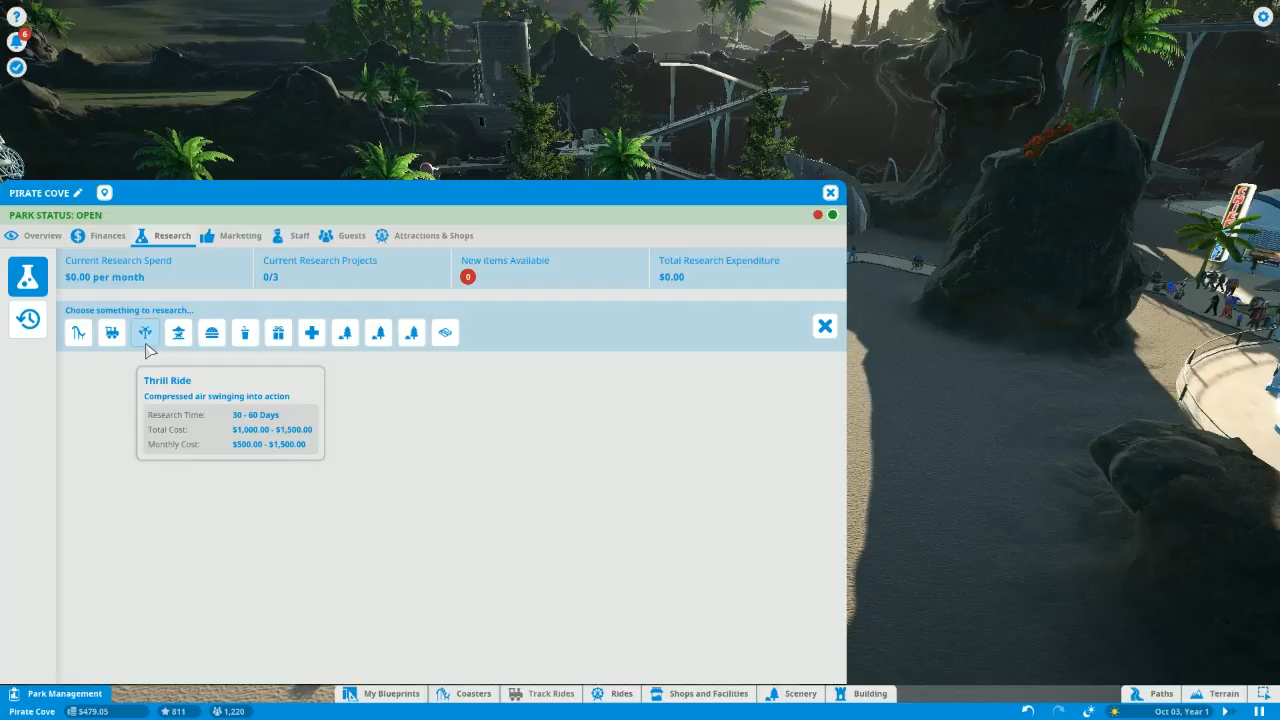 6
PIRATE COVE
PARK STATUS: OPEN
Overview Finances Research Marketing Staff Guests Attractions & Shops
Current Research Spend Current Research Projects New items Available Total Research Expenditure
$0.00 per month 0/3 0 $0.00
Choose something to research...
Thrill Ride
Compressed air swinging into action
Research Time: 30 - 60 Days
Total Cost: $1,000.00 - $1,500.00
Monthly Cost: $500.00 - $1,500.00
Park Management My Blueprints Coasters Track Rides Rides Shops and Facilities Scenery Building Paths Terrain
Pirate Cove $479.05 811 1,220 Oct 03, Year 1